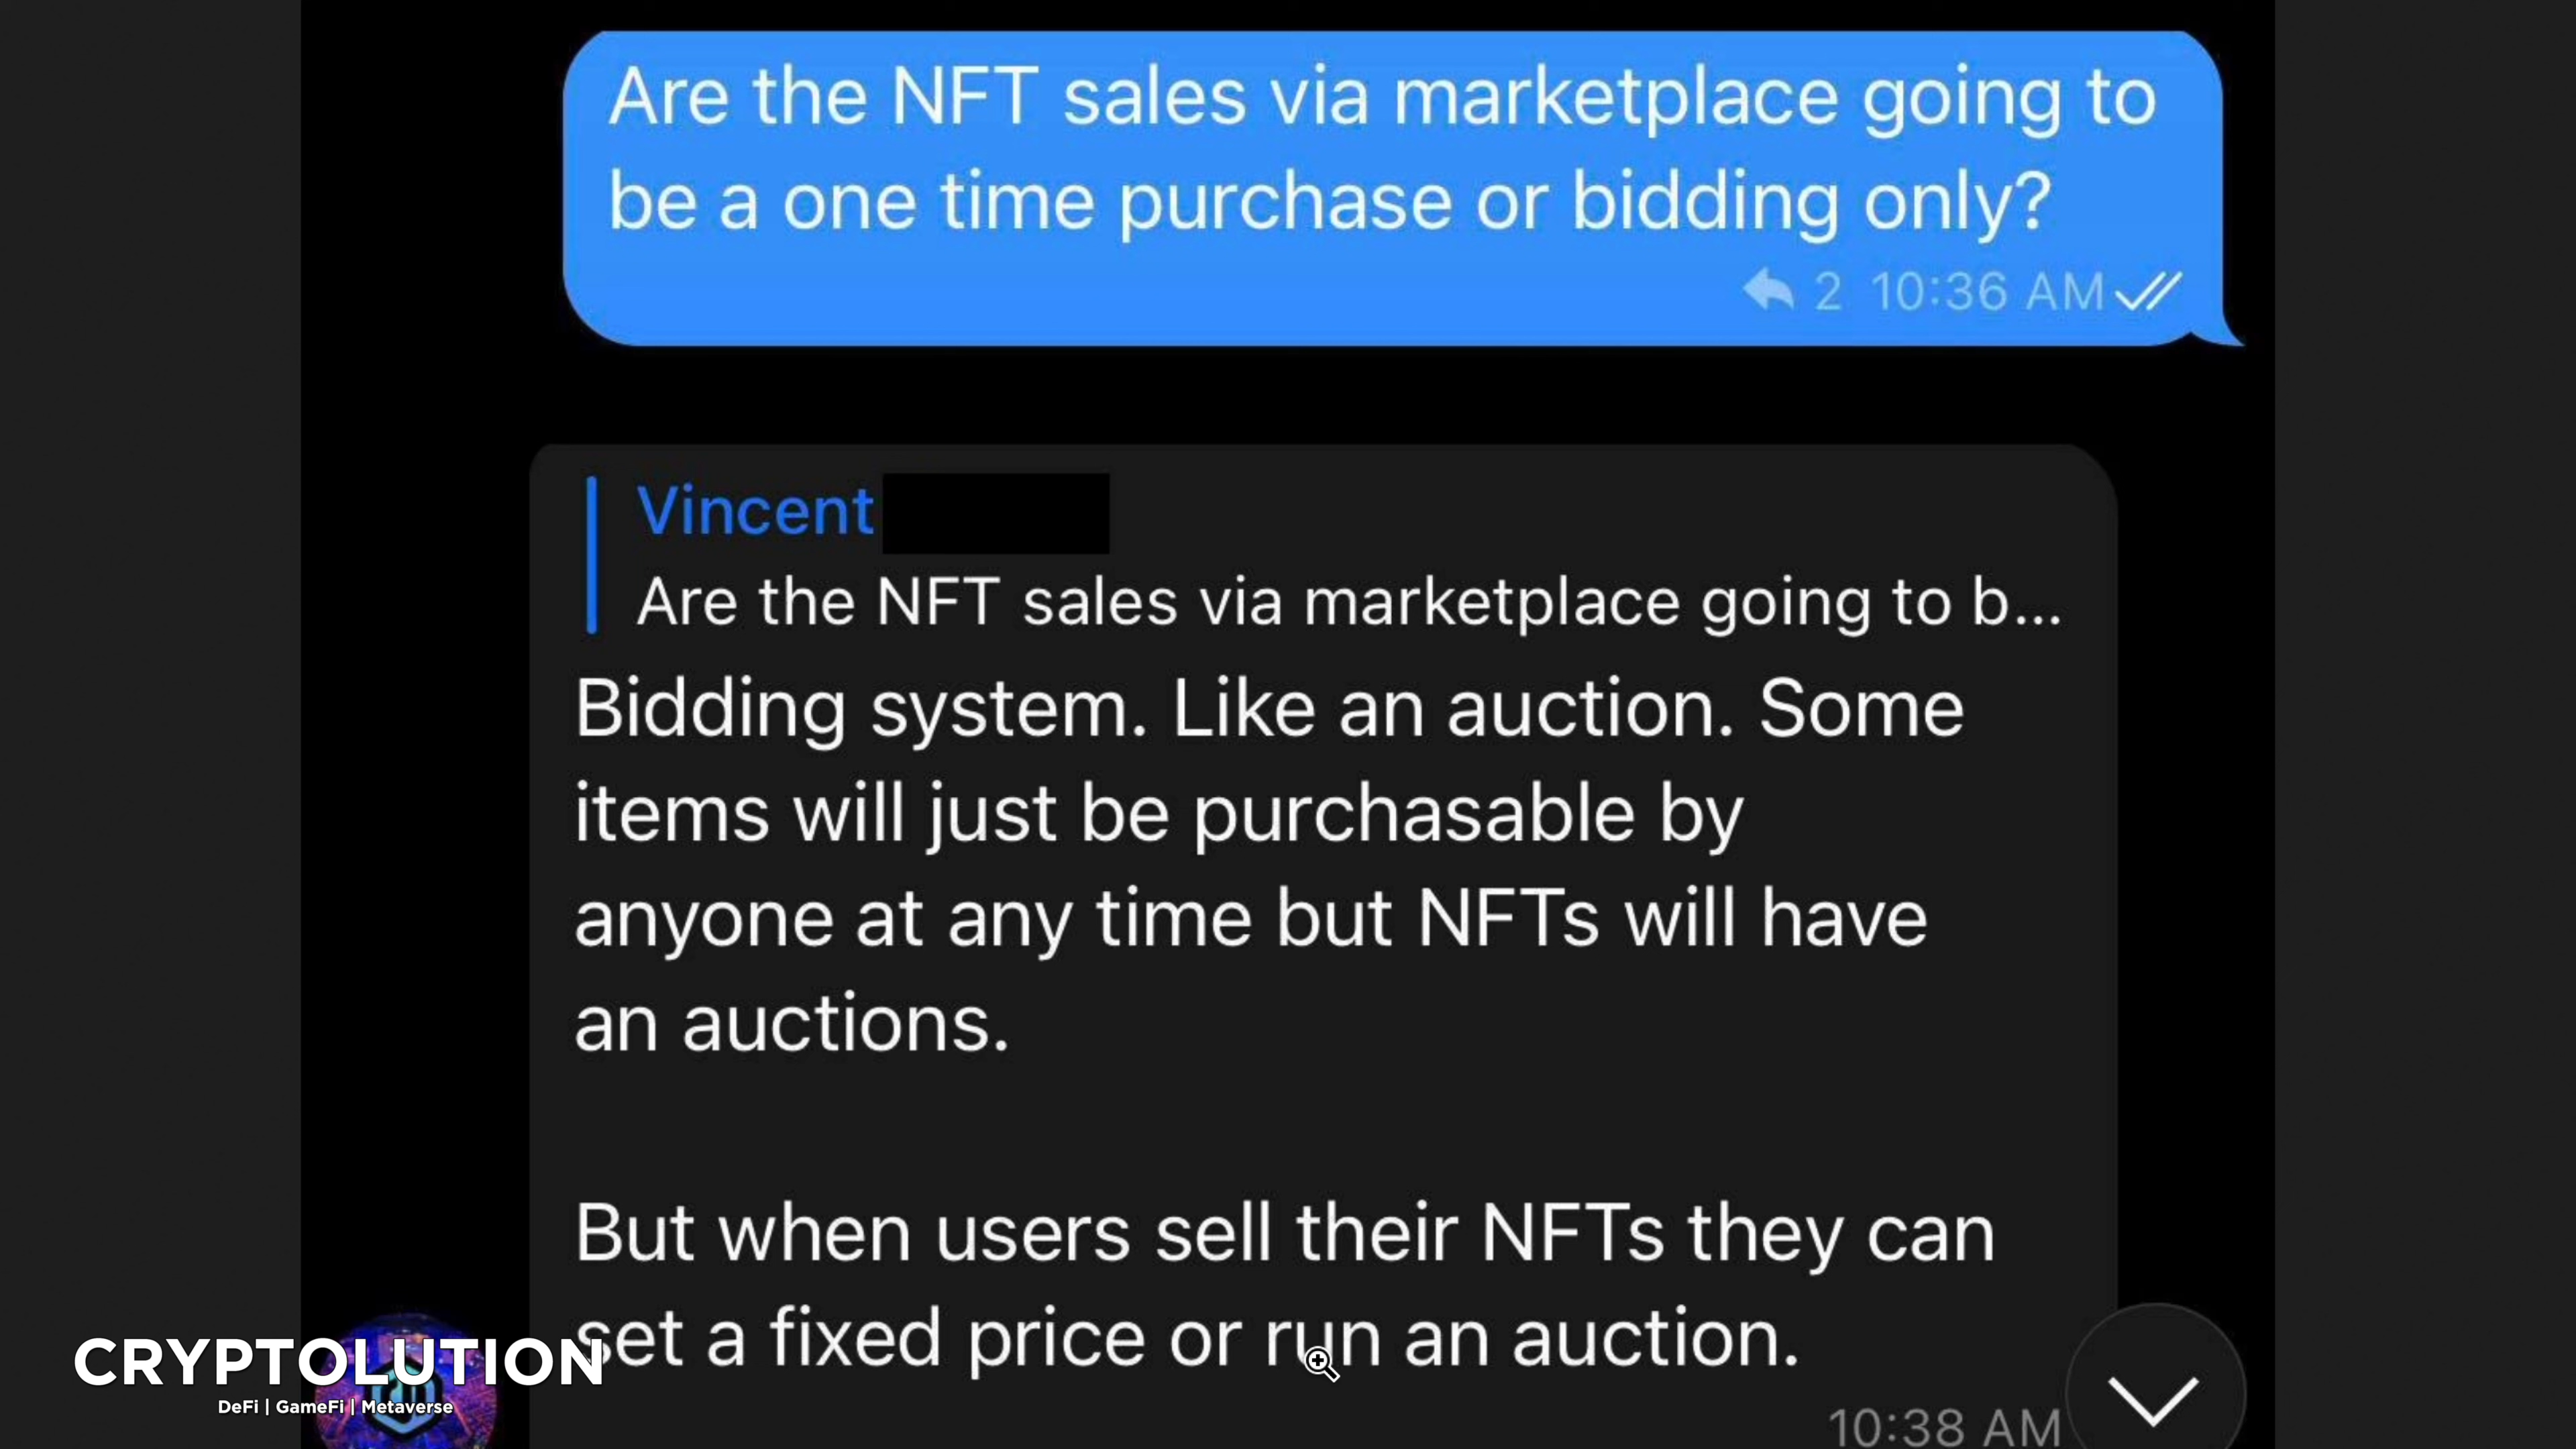 Are the NFT sales via marketplace going to
be a one time purchase or bidding only?
2 10:36 AM
Vincent
Are the NFT sales via marketplace going to b...
Bidding system. Like an auction. Some
items will just be purchasable by
anyone at any time but NFTs will have
an auctions.
But when users sell their NFTs they can
set a fixed price or run an auction.
10:38 AM
CRYPTOLUTION
DeFi | GameFi | Metaverse